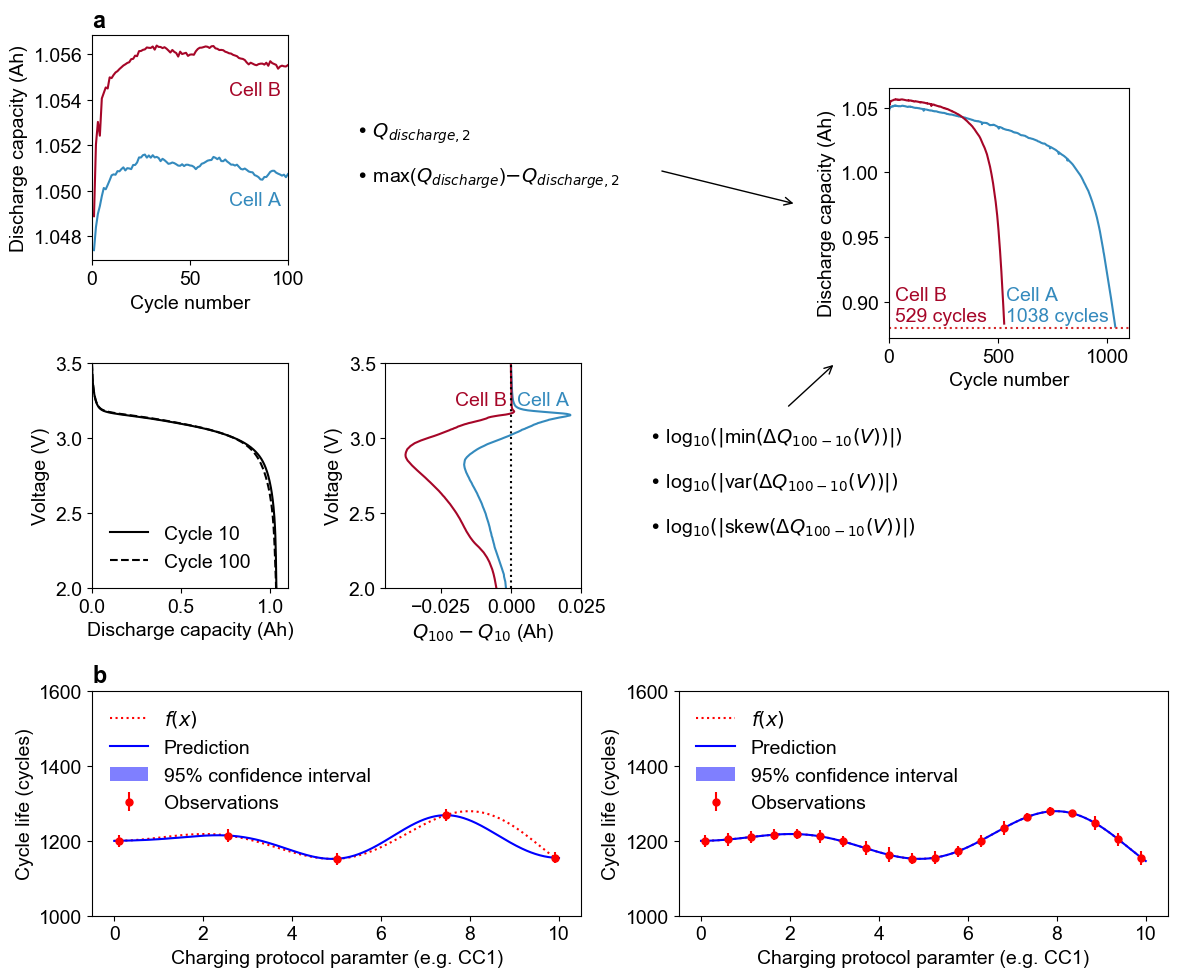 a
1.056
1.054
1.052
1.050
1.048
Discharge capacity (Ah)
Cell B
Cell A
0 50 100
Cycle number
• Q_discharge, 2
• max(Q_discharge)−Q_discharge, 2
1.05
1.00
0.95
0.90
Discharge capacity (Ah)
Cell B
529 cycles
Cell A
1038 cycles
0 500 1000
Cycle number
3.5
3.0
2.5
2.0
Voltage (V)
Cycle 10
Cycle 100
0.0 0.5 1.0
Discharge capacity (Ah)
3.5
3.0
2.5
2.0
Voltage (V)
Cell B
Cell A
−0.025 0.000 0.025
Q₁₀₀ − Q₁₀ (Ah)
• log₁₀(|min(ΔQ₁₀₀₋₁₀(V))|)
• log₁₀(|var(ΔQ₁₀₀₋₁₀(V))|)
• log₁₀(|skew(ΔQ₁₀₀₋₁₀(V))|)
b
1600
1400
1200
1000
Cycle life (cycles)
f(x)
Prediction
95% confidence interval
Observations
0 2 4 6 8 10
Charging protocol paramter (e.g. CC1)
1600
1400
1200
1000
Cycle life (cycles)
f(x)
Prediction
95% confidence interval
Observations
0 2 4 6 8 10
Charging protocol paramter (e.g. CC1)